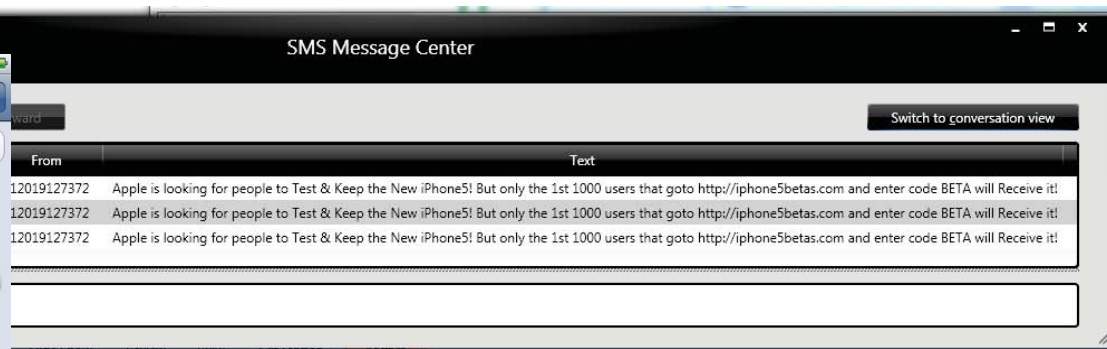 SMS Message Center
ward
Switch to conversation view
From Text
12019127372 Apple is looking for people to Test & Keep the New iPhone5! But only the 1st 1000 users that goto http://iphone5betas.com and enter code BETA will Receive it!
12019127372 Apple is looking for people to Test & Keep the New iPhone5! But only the 1st 1000 users that goto http://iphone5betas.com and enter code BETA will Receive it!
12019127372 Apple is looking for people to Test & Keep the New iPhone5! But only the 1st 1000 users that goto http://iphone5betas.com and enter code BETA will Receive it!